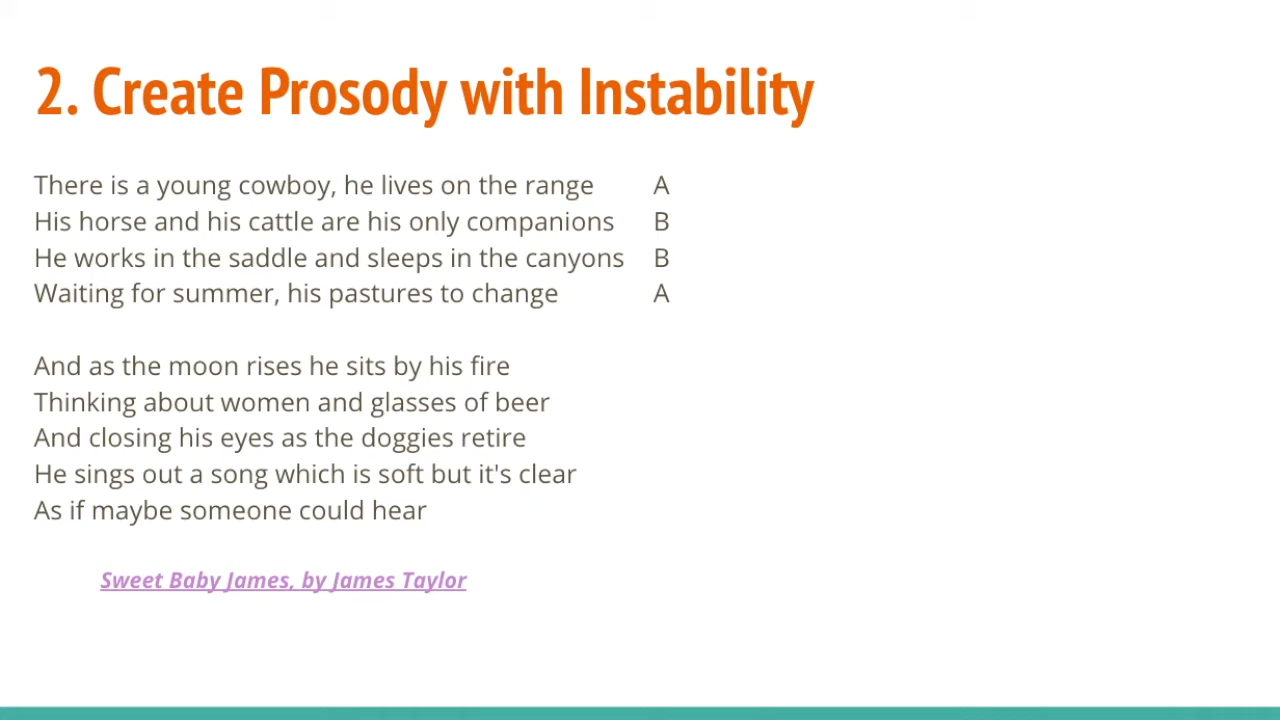 2. Create Prosody with Instability
There is a young cowboy, he lives on the range A
His horse and his cattle are his only companions B
He works in the saddle and sleeps in the canyons B
Waiting for summer, his pastures to change A
And as the moon rises he sits by his fire
Thinking about women and glasses of beer
And closing his eyes as the doggies retire
He sings out a song which is soft but it's clear
As if maybe someone could hear
Sweet Baby James, by James Taylor